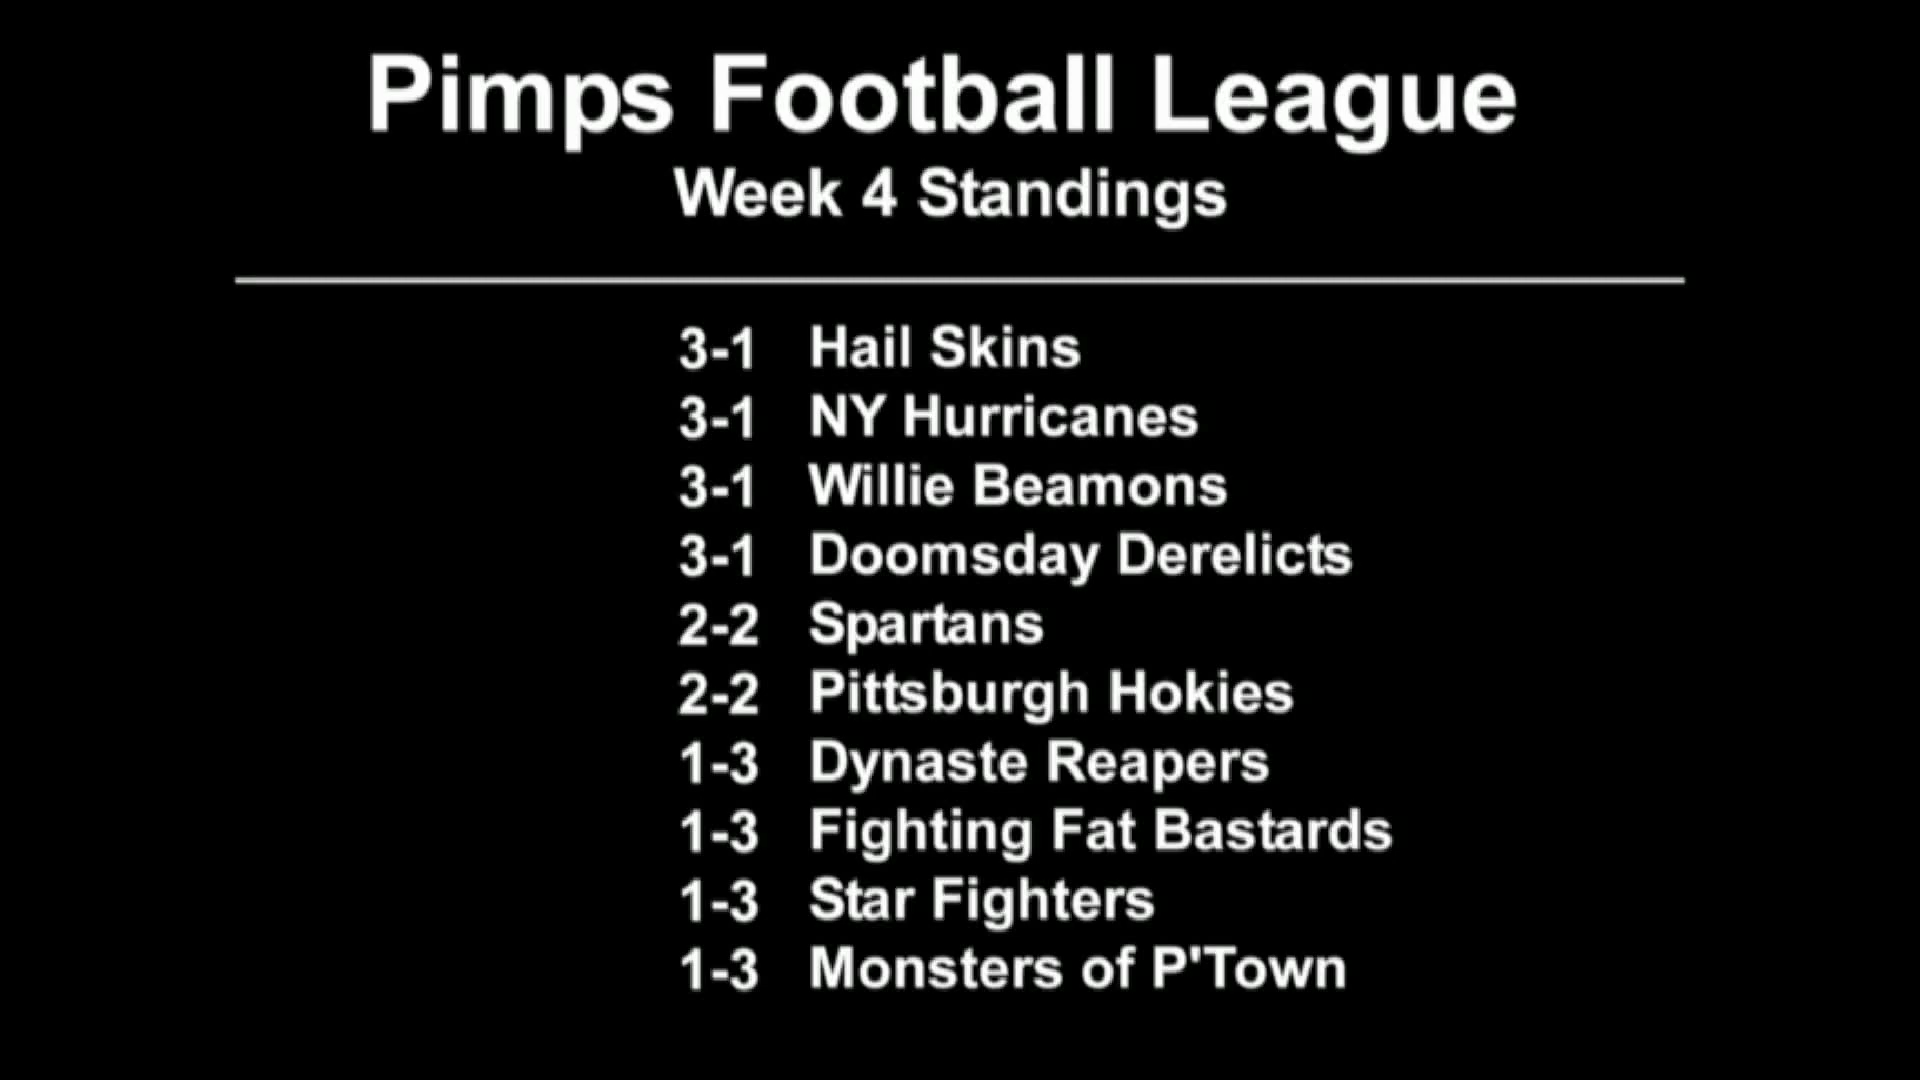 Pimps Football League
Week 4 Standings
3-1 Hail Skins
3-1 NY Hurricanes
3-1 Willie Beamons
3-1 Doomsday Derelicts
2-2 Spartans
2-2 Pittsburgh Hokies
1-3 Dynaste Reapers
1-3 Fighting Fat Bastards
1-3 Star Fighters
1-3 Monsters of P'Town